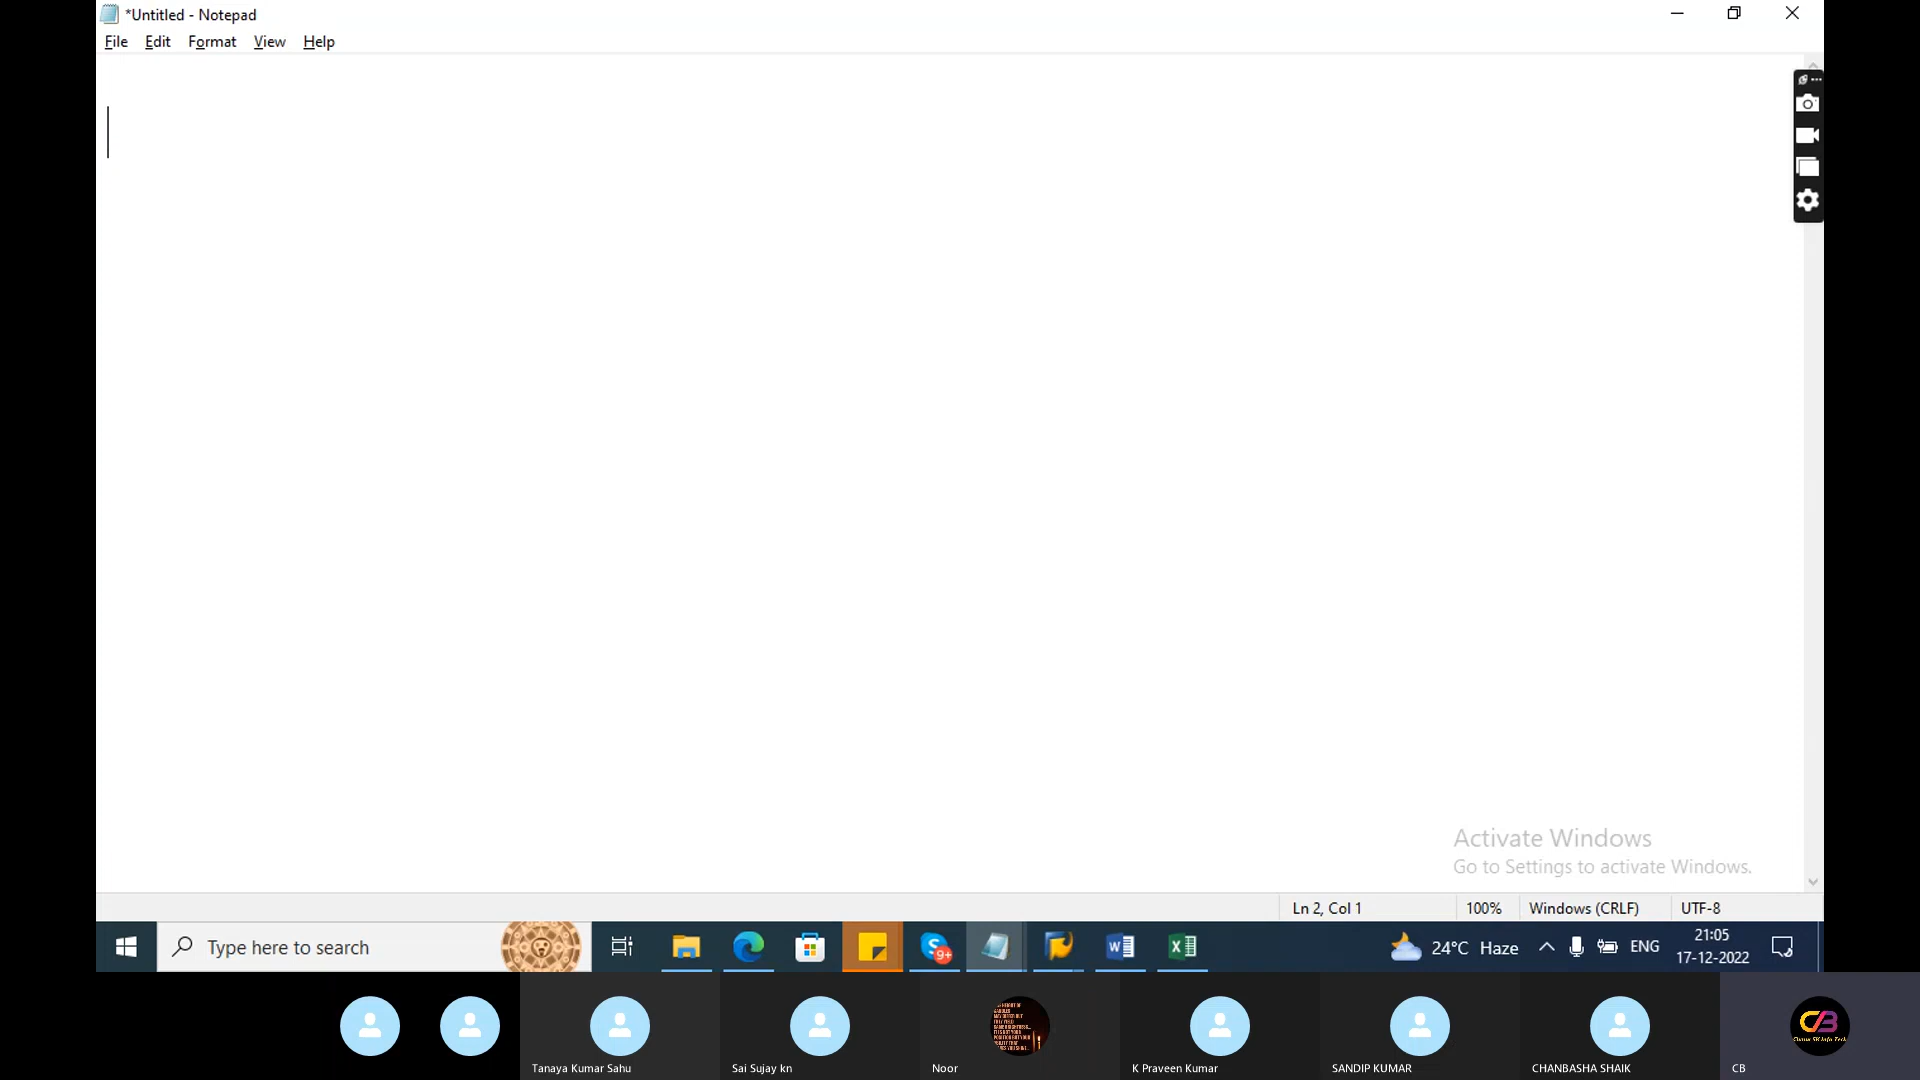 *Untitled - Notepad
File Edit Format View Help
Activate Windows
Go to Settings to activate Windows.
Ln 2, Col 1 100% Windows (CRLF) UTF-8
Type here to search 9+ 24°C Haze ENG 21:05
17-12-2022
Tanaya Kumar Sahu Sai Sujay kn Noor K Praveen Kumar SANDIP KUMAR CHANBASHA SHAIK CB